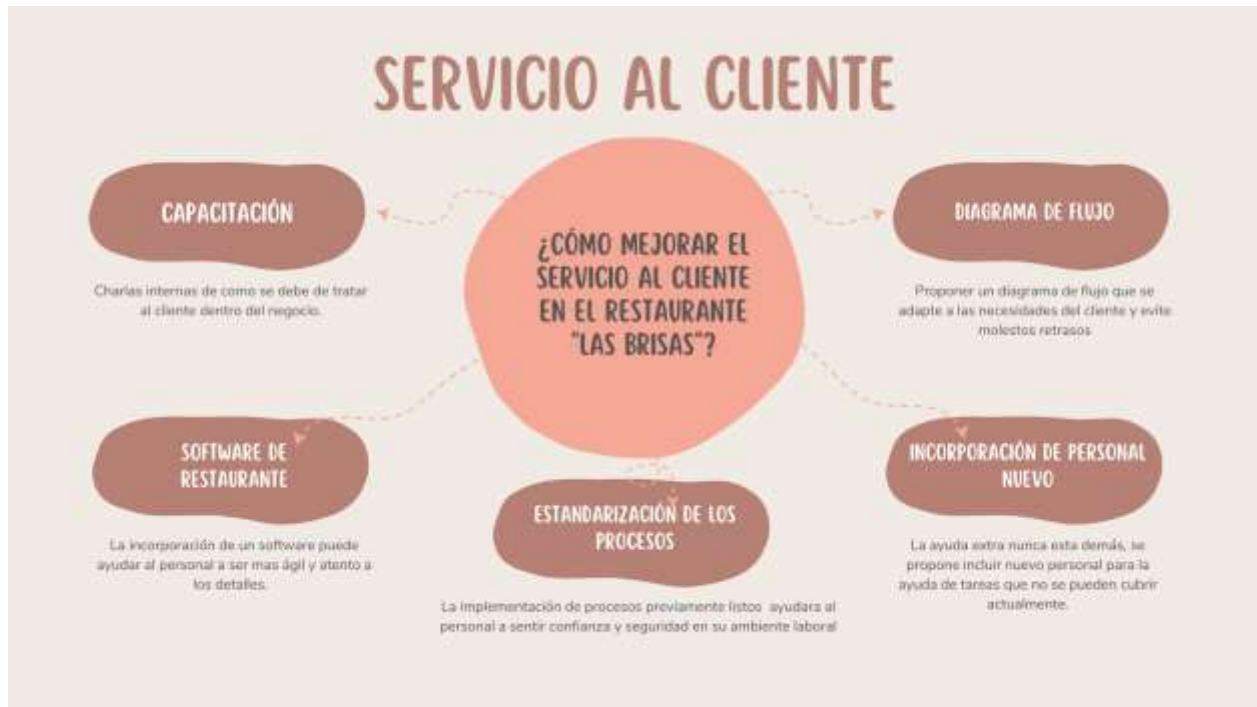 SERVICIO AL CLIENTE
CAPACITACIÓN
Charlas internas de como se debe de tratar
al cliente dentro del negocio.
¿CÓMO MEJORAR EL
SERVICIO AL CLIENTE
EN EL RESTAURANTE
"LAS BRISAS"?
DIAGRAMA DE FLUJO
Proponer un diagrama de flujo que se
adapte a las necesidades del cliente y evite
molestos retrasos
SOFTWARE DE
RESTAURANTE
La incorporación de un software puede
ayudar al personal a ser mas ágil y atento a
los detalles.
ESTANDARIZACIÓN DE LOS
PROCESOS
La implementación de procesos previamente listos ayudara al
personal a sentir confianza y seguridad en su ambiente laboral
INCORPORACIÓN DE PERSONAL
NUEVO
La ayuda extra nunca esta demás, se
propone incluir nuevo personal para la
ayuda de tareas que no se pueden cubrir
actualmente.